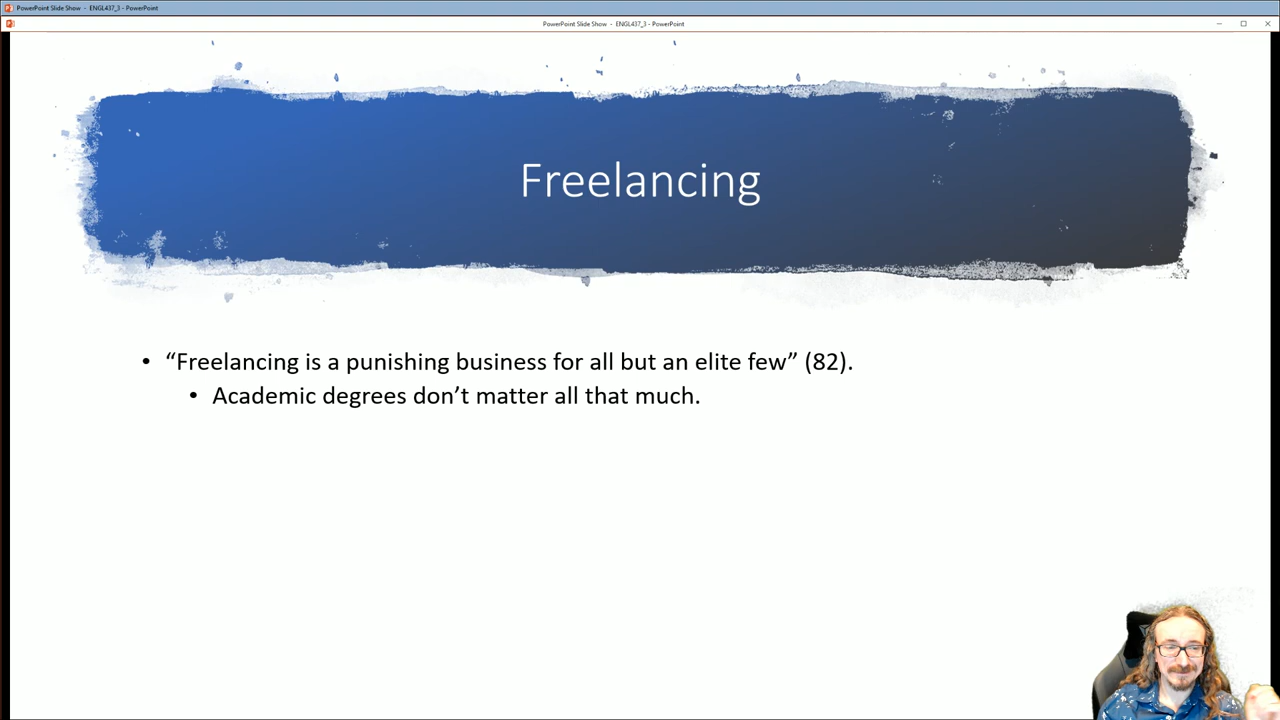 PowerPoint Slide Show - ENGL437_3 - PowerPoint
PowerPoint Slide Show - ENGL437_3 - PowerPoint
Freelancing
• “Freelancing is a punishing business for all but an elite few” (82).
• Academic degrees don’t matter all that much.